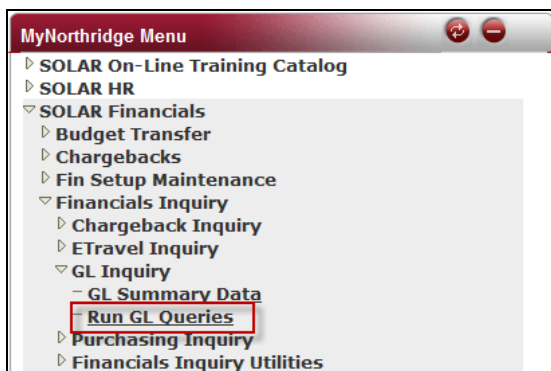 MyNorthridge Menu
SOLAR On-Line Training Catalog
SOLAR HR
SOLAR Financials
Budget Transfer
Chargebacks
Fin Setup Maintenance
Financials Inquiry
Chargeback Inquiry
ETravel Inquiry
GL Inquiry
GL Summary Data
Run GL Queries
Purchasing Inquiry
Financials Inquiry Utilities